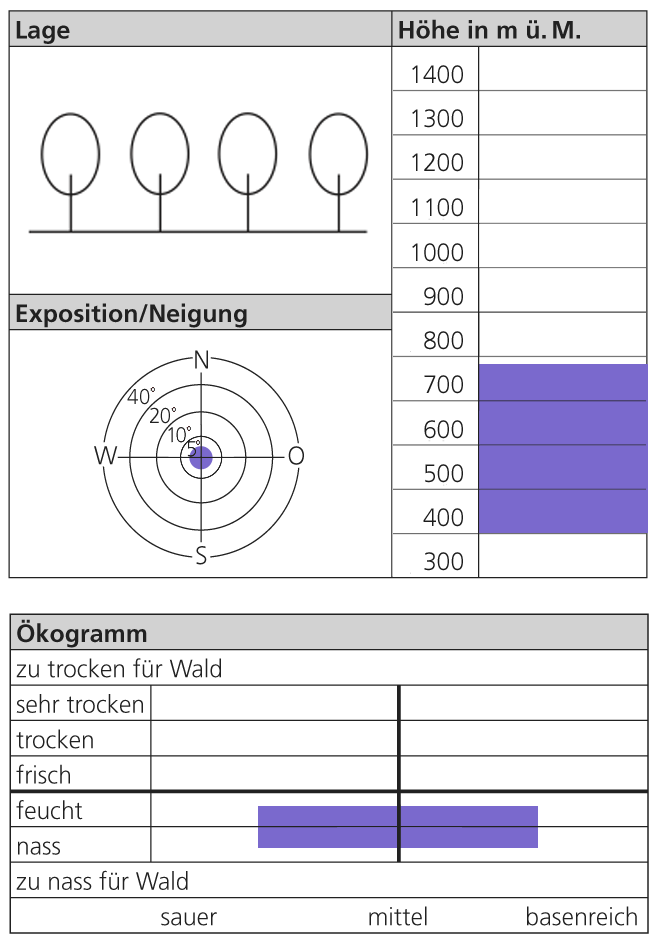 Lage
Höhe in m ü. M.
1400
1300
1200
1100
1000
900
800
700
600
500
400
300
Exposition/Neigung
N
40°
20°
10°
5°
W
O
S
Ökogramm
zu trocken für Wald
sehr trocken
trocken
frisch
feucht
nass
zu nass für Wald
sauer mittel basenreich